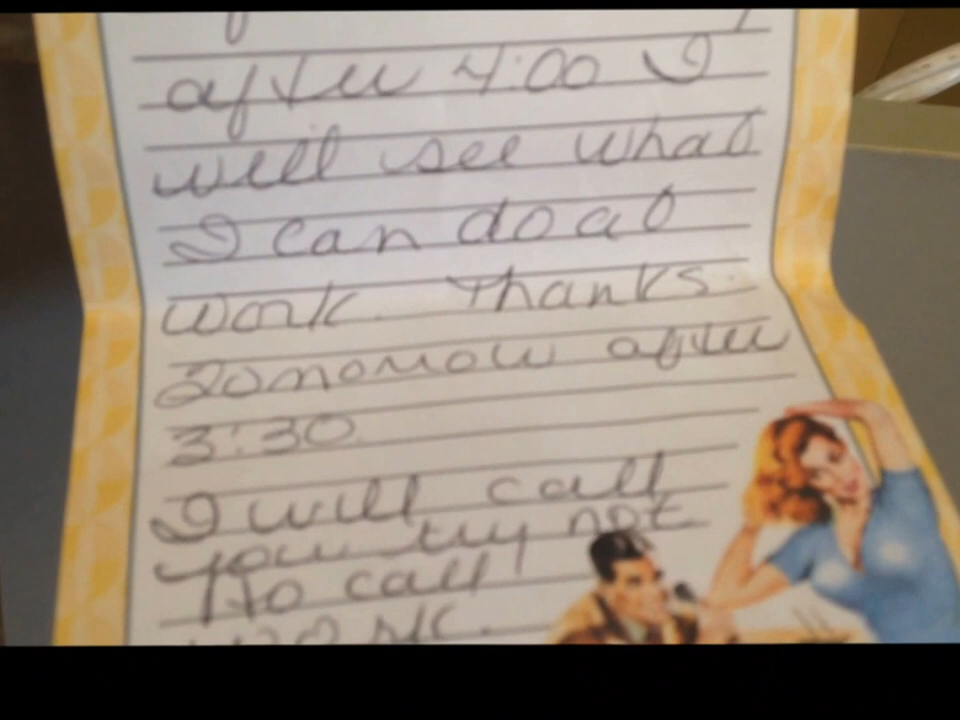 after 4:00 I
will see what
I can do at
work. Thanks.
Tomorrow after
3:30
I will call
you try not
to call
work.